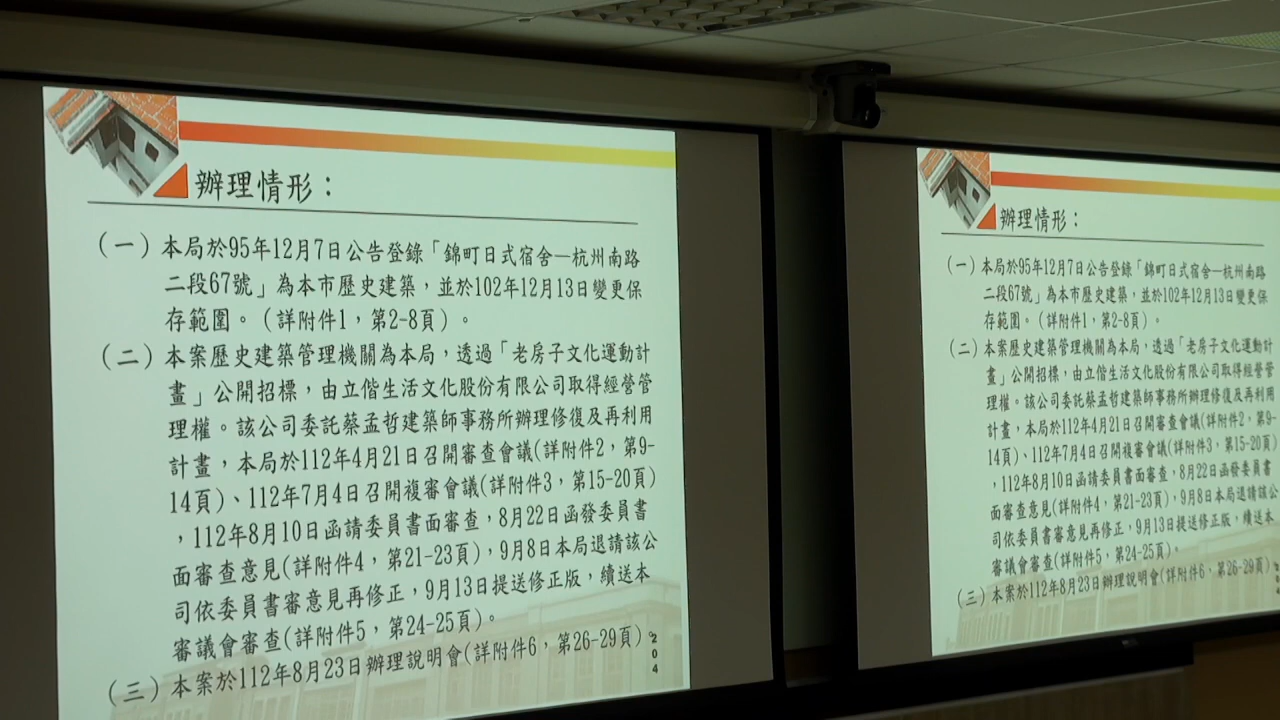 辦理情形：
（一）本局於95年12月7日公告登錄「錦町日式宿舍—杭州南路
二段67號」為本市歷史建築，並於102年12月13日變更保
存範圍。（詳附件1，第2-8頁）。
（二）本案歷史建築管理機關為本局，透過「老房子文化運動計
畫」公開招標，由立偕生活文化股份有限公司取得經營管
理權。該公司委託蔡孟哲建築師事務所辦理修復及再利用
計畫，本局於112年4月21日召開審查會議(詳附件2，第9-
14頁)、112年7月4日召開複審會議(詳附件3，第15-20頁)
，112年8月10日函請委員書面審查，8月22日函發委員書
面審查意見(詳附件4，第21-23頁)，9月8日本局退請該公
司依委員書審意見再修正，9月13日提送修正版，續送本
審議會審查(詳附件5，第24-25頁)。
（三）本案於112年8月23日辦理說明會(詳附件6，第26-29頁)。
204
辦理情形：
（一）本局於95年12月7日公告登錄「錦町日式宿舍—杭州南路
二段67號」為本市歷史建築，並於102年12月13日變更保
存範圍。（詳附件1，第2-8頁）。
（二）本案歷史建築管理機關為本局，透過「老房子文化運動計
畫」公開招標，由立偕生活文化股份有限公司取得經營管
理權。該公司委託蔡孟哲建築師事務所辦理修復及再利用
計畫，本局於112年4月21日召開審查會議(詳附件2，第9-
14頁)、112年7月4日召開複審會議(詳附件3，第15-20頁)
，112年8月10日函請委員書面審查，8月22日函發委員書
面審查意見(詳附件4，第21-23頁)，9月8日本局退請該公
司依委員書審意見再修正，9月13日提送修正版，續送本
審議會審查(詳附件5，第24-25頁)。
（三）本案於112年8月23日辦理說明會(詳附件6，第26-29頁)。